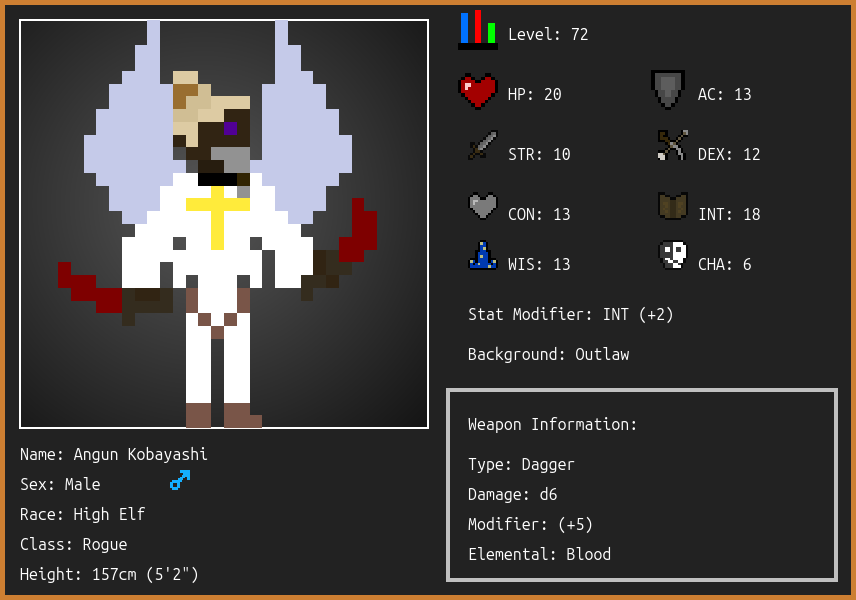 Level: 72
HP: 20
AC: 13
STR: 10
DEX: 12
CON: 13
INT: 18
WIS: 13
CHA: 6
Stat Modifier: INT (+2)
Background: Outlaw
Weapon Information:
Type: Dagger
Damage: d6
Modifier: (+5)
Elemental: Blood
Name: Angun Kobayashi
Sex: Male
Race: High Elf
Class: Rogue
Height: 157cm (5'2")